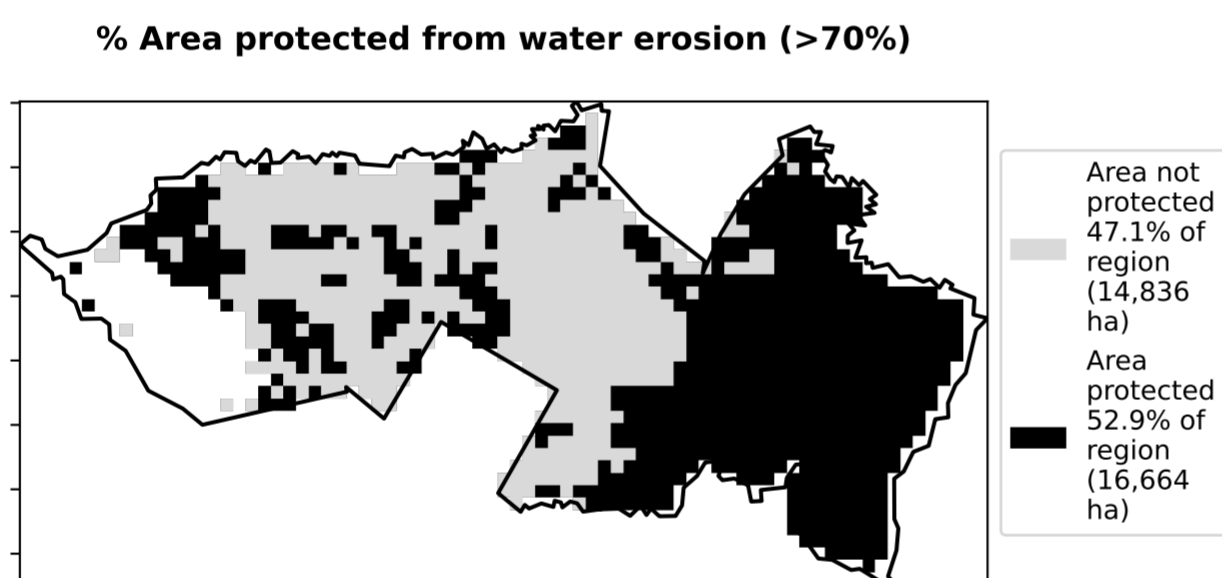 % Area protected from water erosion (>70%)
Area not
protected
47.1% of
region
(14,836
ha)
Area
protected
52.9% of
region
(16,664
ha)